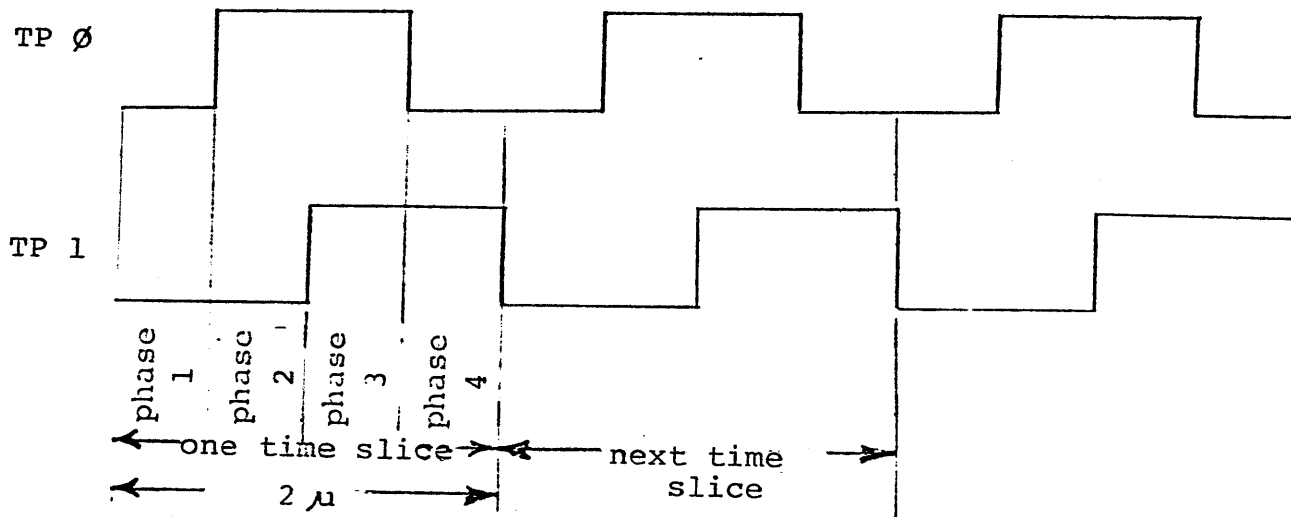 TP Ø
TP 1
phase 1
phase 2
phase 3
phase 4
one time slice
next time
slice
2 µ